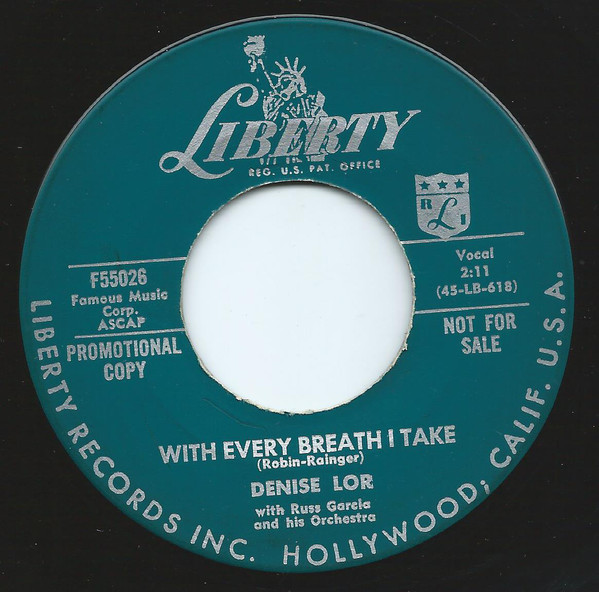 LIBERTY
REG. U.S. PAT. OFFICE
R L I
F55026
Famous Music
Corp.
ASCAP
PROMOTIONAL
COPY
Vocal
2:11
(45-LB-618)
NOT FOR
SALE
WITH EVERY BREATH I TAKE
(Robin-Rainger)
DENISE LOR
with Russ Garcia
and his Orchestra
LIBERTY RECORDS INC. HOLLYWOOD; CALIF. U.S.A.